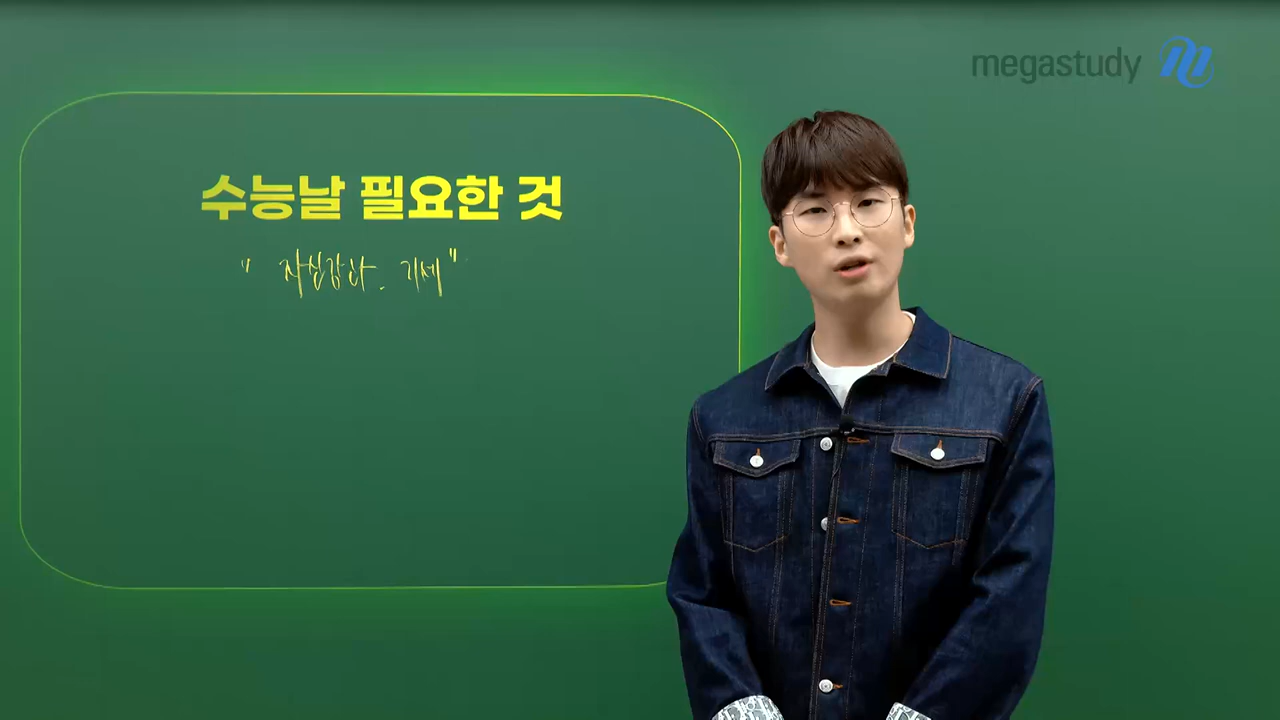 megastudy
수능날 필요한 것
" 자신감과. 기세 "